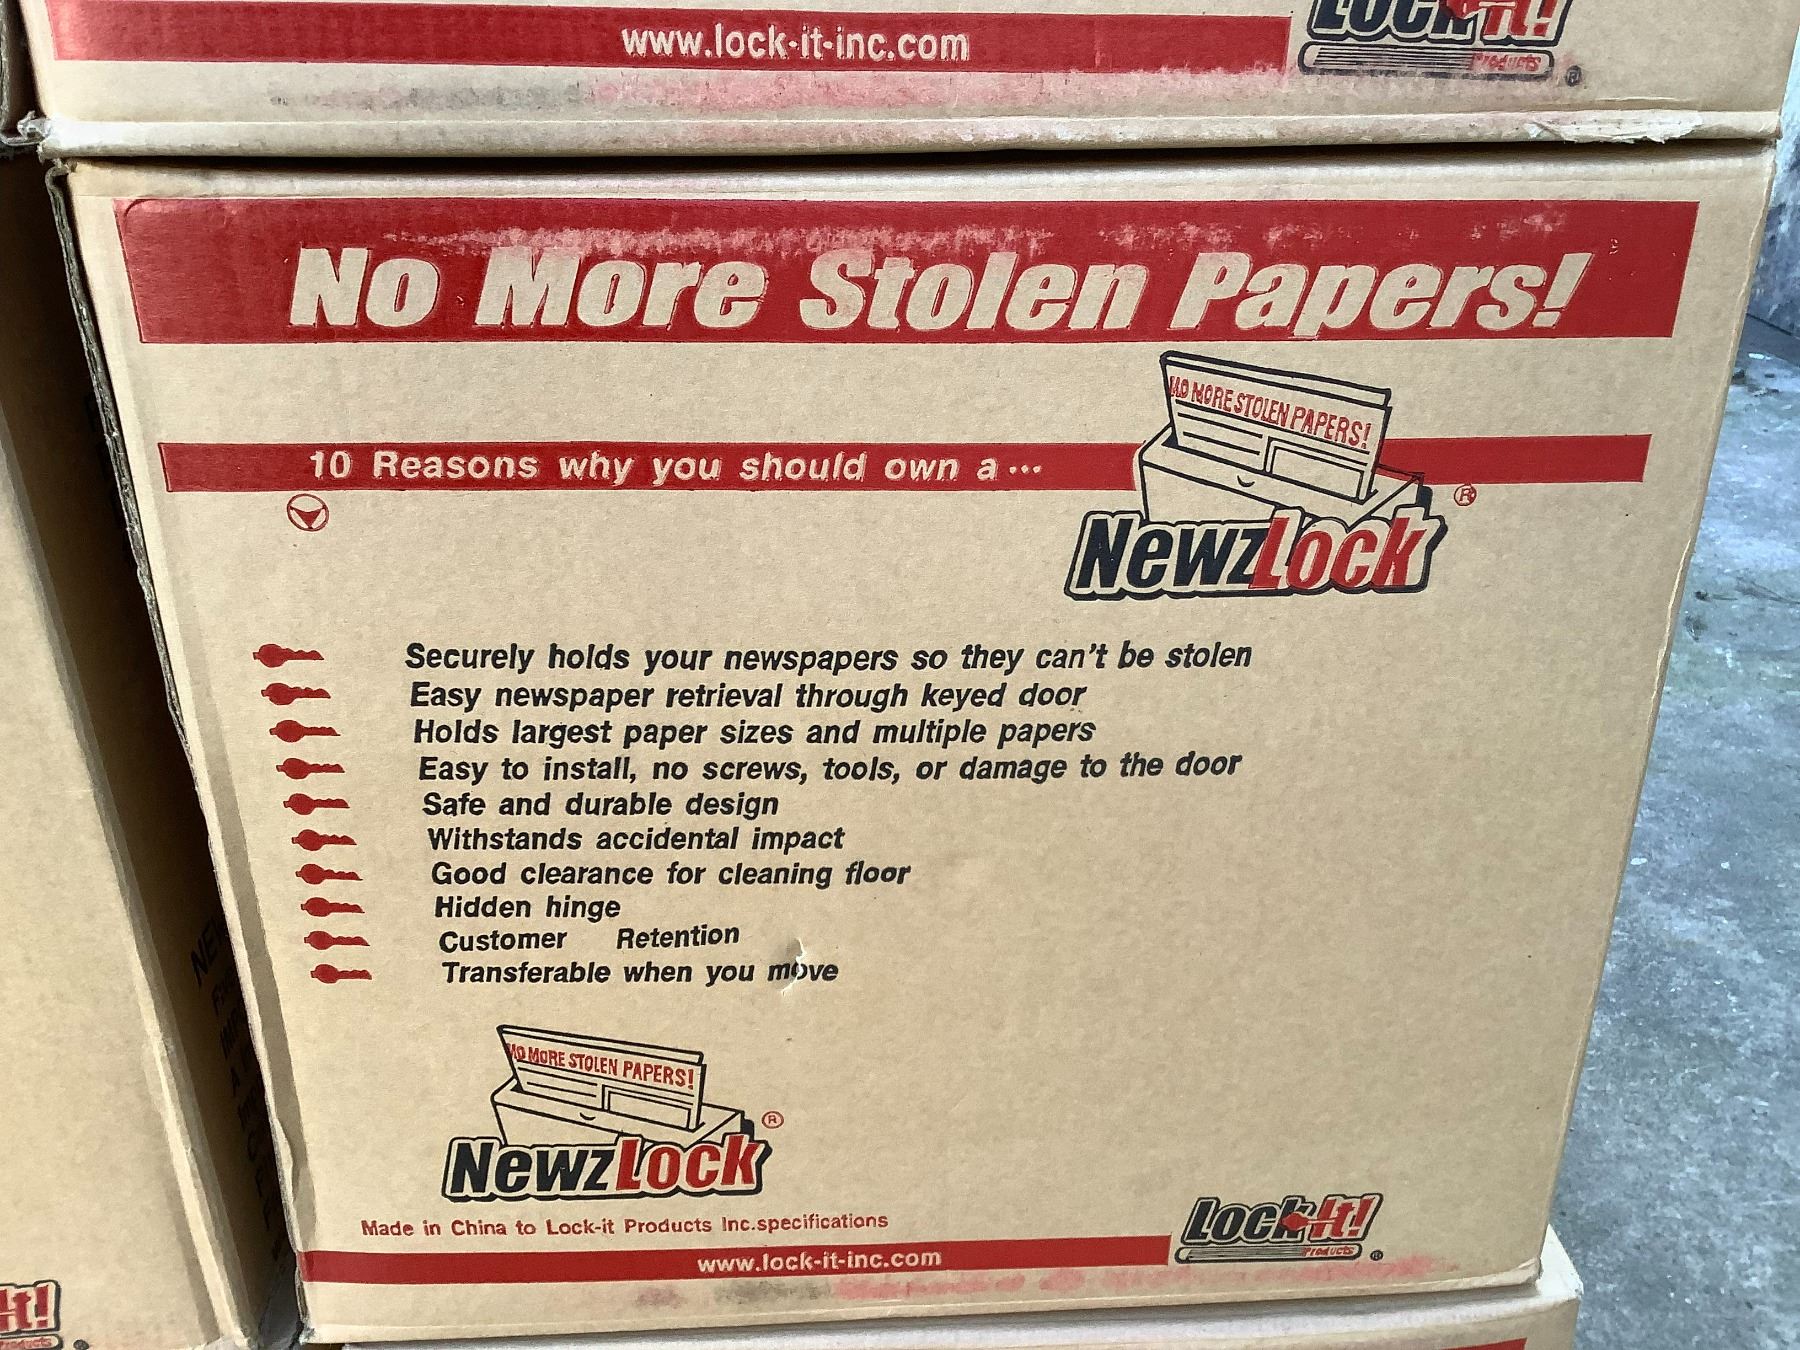 www.lock-it-inc.com
Lock-It!
Products ®
No More Stolen Papers!
NO MORE STOLEN PAPERS!
10 Reasons why you should own a...
NewzLock ®
Securely holds your newspapers so they can't be stolen
Easy newspaper retrieval through keyed door
Holds largest paper sizes and multiple papers
Easy to install, no screws, tools, or damage to the door
Safe and durable design
Withstands accidental impact
Good clearance for cleaning floor
Hidden hinge
Customer Retention
Transferable when you move
NO MORE STOLEN PAPERS!
NewzLock ®
Made in China to Lock-it Products Inc.specifications
Lock-It!
Products ®
www.lock-it-inc.com
It!